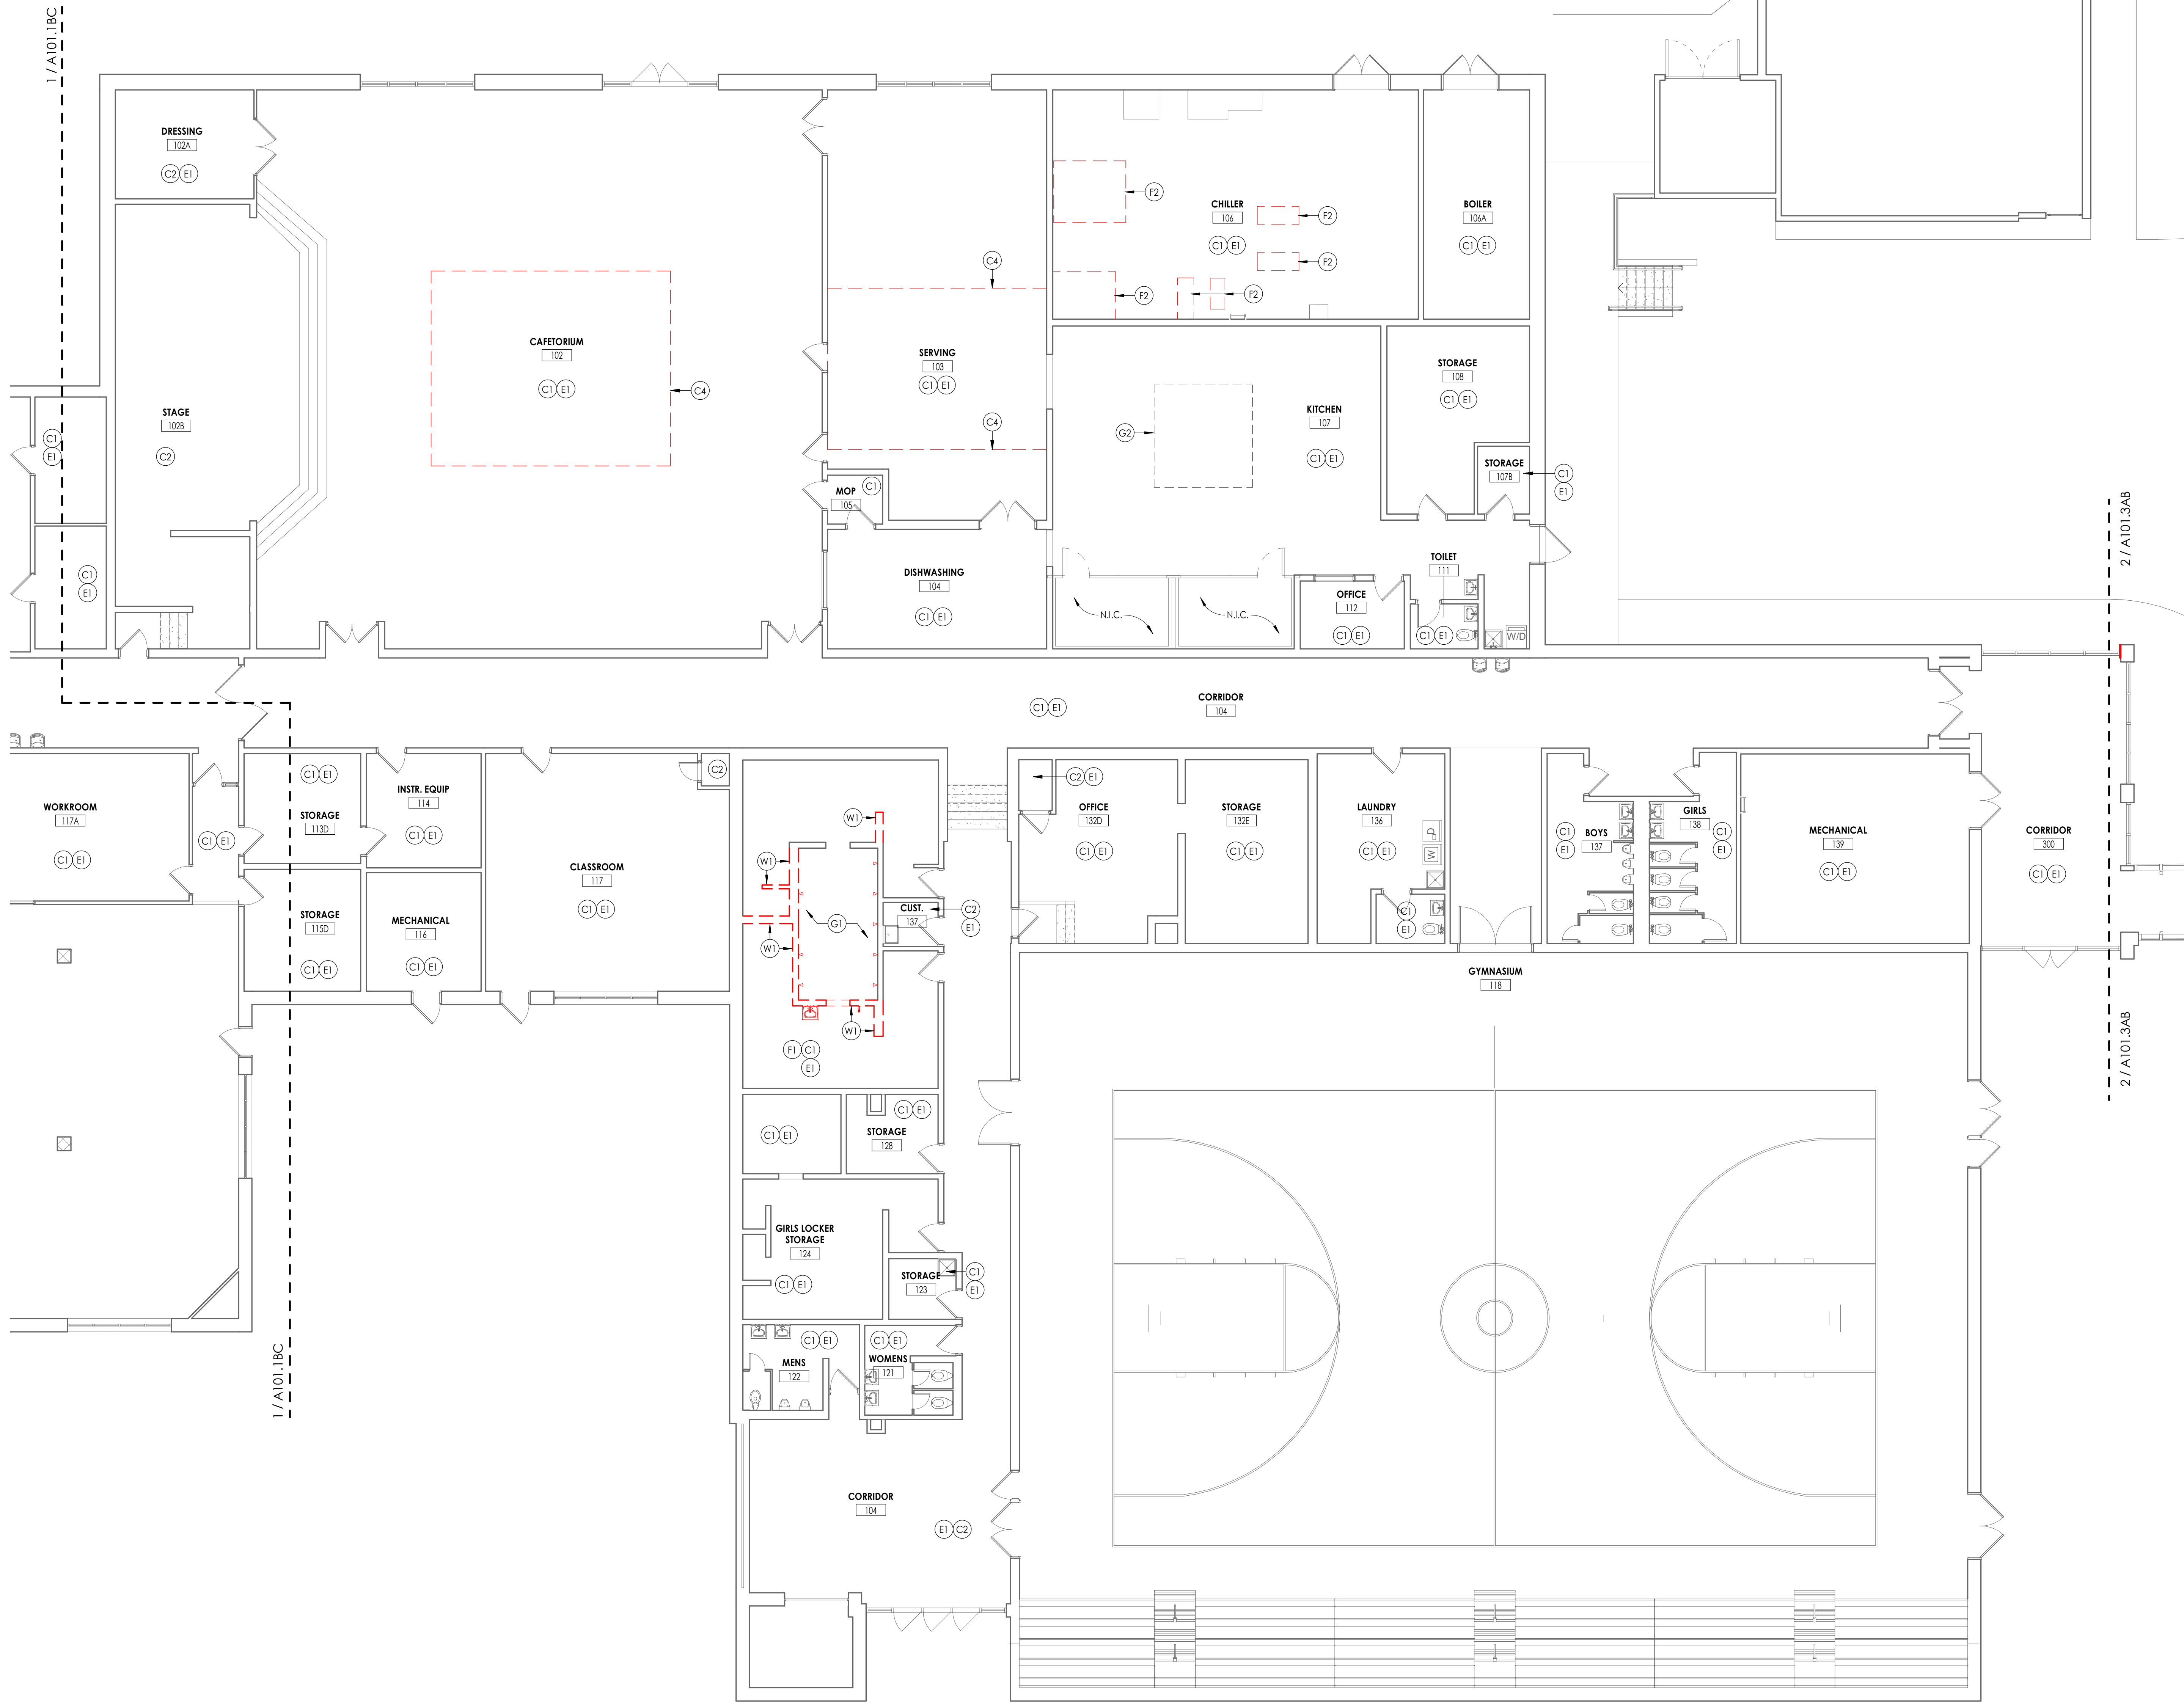 1 / A101.1BC
DRESSING
102A
C2 E1
STAGE
102B
C2
C1
E1
C1
E1
CAFETORIUM
102
C1 E1
C4
C4
SERVING
103
C1 E1
C4
MOP
105
C1
DISHWASHING
104
C1 E1
F2
CHILLER
106
C1 E1
F2
F2
F2
F2
BOILER
106A
C1 E1
KITCHEN
107
C1 E1
G2
STORAGE
108
C1 E1
STORAGE
107B
C1
E1
TOILET
111
C1 E1
OFFICE
112
C1 E1
N.I.C.
N.I.C.
W/D
2 / A101.3AB
CORRIDOR
104
C1 E1
WORKROOM
117A
C1 E1
C1 E1
C1 E1
STORAGE
113D
INSTR. EQUIP
114
C1 E1
STORAGE
115D
C1 E1
MECHANICAL
116
C1 E1
CLASSROOM
117
C1 E1
C2
W1
W1
G1
W1
W1
CUST.
137
C2
E1
F1 C1
E1
C2 E1
OFFICE
132D
C1 E1
STORAGE
132E
C1 E1
LAUNDRY
136
C1 E1
D
W
C1
E1
BOYS
137
C1
E1
GIRLS
138
C1
E1
MECHANICAL
139
C1 E1
CORRIDOR
300
C1 E1
GYMNASIUM
118
2 / A101.3AB
C1 E1
C1 E1
STORAGE
128
GIRLS LOCKER
STORAGE
124
C1 E1
STORAGE
123
C1
E1
C1 E1
MENS
122
C1 E1
WOMENS
121
1 / A101.1BC
CORRIDOR
104
E1 C2